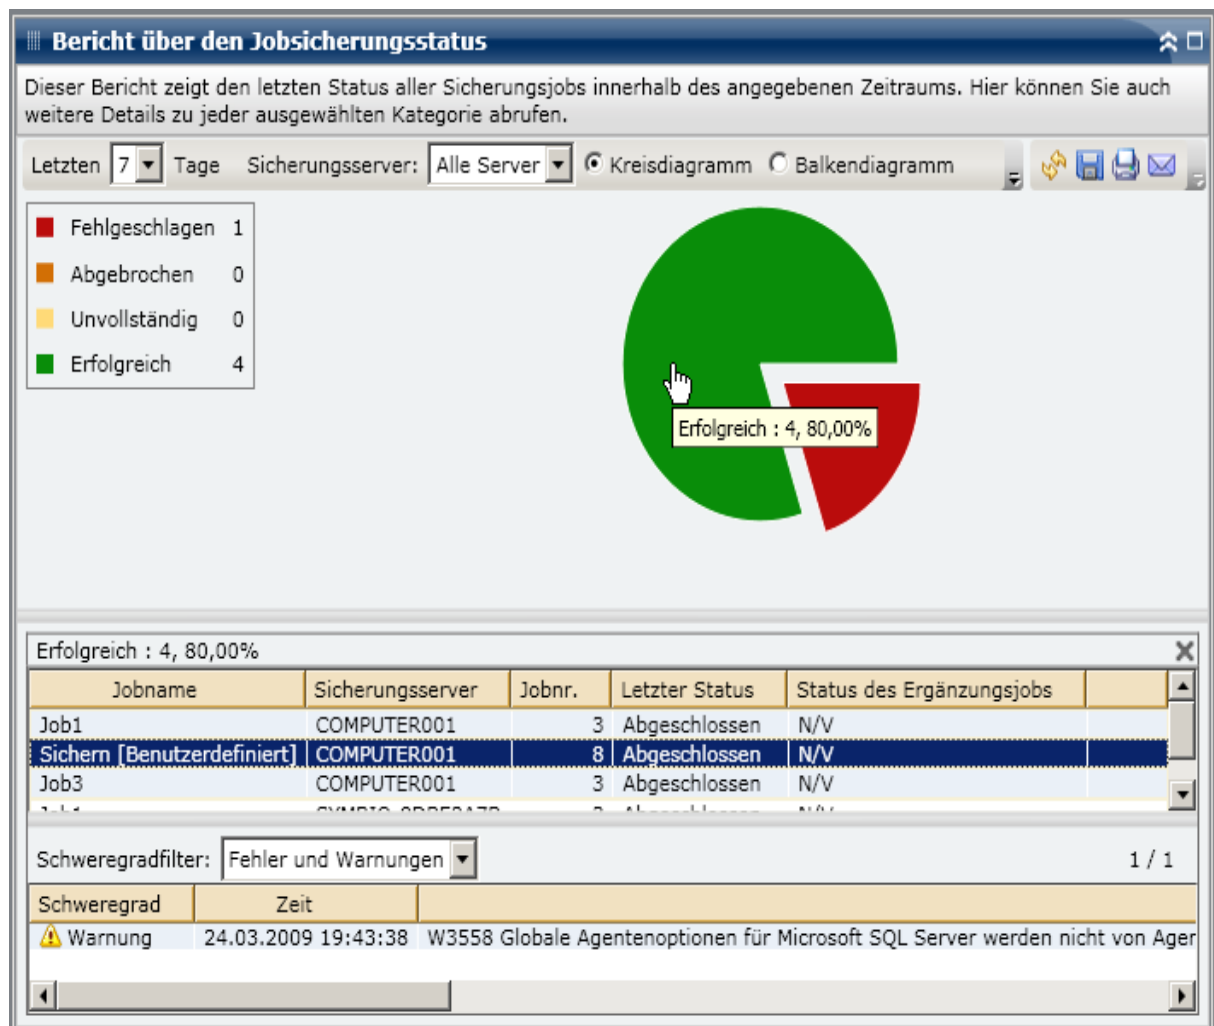 Bericht über den Jobsicherungsstatus
Dieser Bericht zeigt den letzten Status aller Sicherungsjobs innerhalb des angegebenen Zeitraums. Hier können Sie auch
weitere Details zu jeder ausgewählten Kategorie abrufen.
Letzten 7 Tage Sicherungsserver: Alle Server Kreisdiagramm Balkendiagramm
Fehlgeschlagen 1
Abgebrochen 0
Unvollständig 0
Erfolgreich 4
Erfolgreich : 4, 80,00%
Erfolgreich : 4, 80,00%
Jobname Sicherungsserver Jobnr. Letzter Status Status des Ergänzungsjobs
Job1 COMPUTER001 3 Abgeschlossen N/V
Sichern [Benutzerdefiniert] COMPUTER001 8 Abgeschlossen N/V
Job3 COMPUTER001 3 Abgeschlossen N/V
Schweregradfilter: Fehler und Warnungen 1 / 1
Schweregrad Zeit
Warnung 24.03.2009 19:43:38 W3558 Globale Agentenoptionen für Microsoft SQL Server werden nicht von Ager